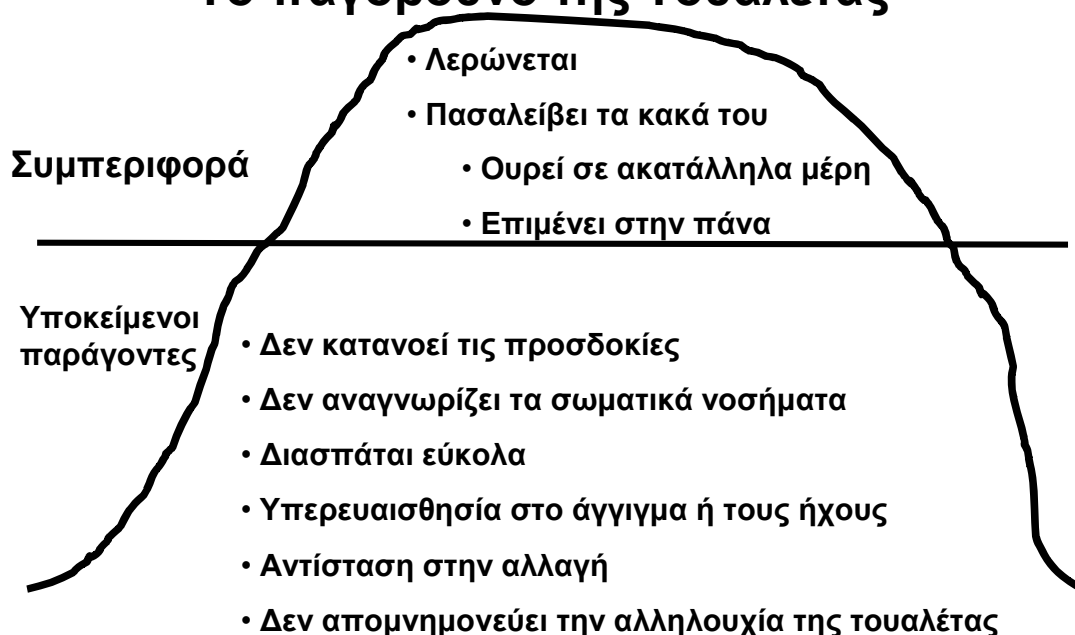 Το παγόβουνο της Τουαλέτας
• Λερώνεται
• Πασαλείβει τα κακά του
Συμπεριφορά
• Ουρεί σε ακατάλληλα μέρη
• Επιμένει στην πάνα
Υποκείμενοι
παράγοντες
• Δεν κατανοεί τις προσδοκίες
• Δεν αναγνωρίζει τα σωματικά νοσήματα
• Διασπάται εύκολα
• Υπερευαισθησία στο άγγιγμα ή τους ήχους
• Αντίσταση στην αλλαγή
• Δεν απομνημονεύει την αλληλουχία της τουαλέτας